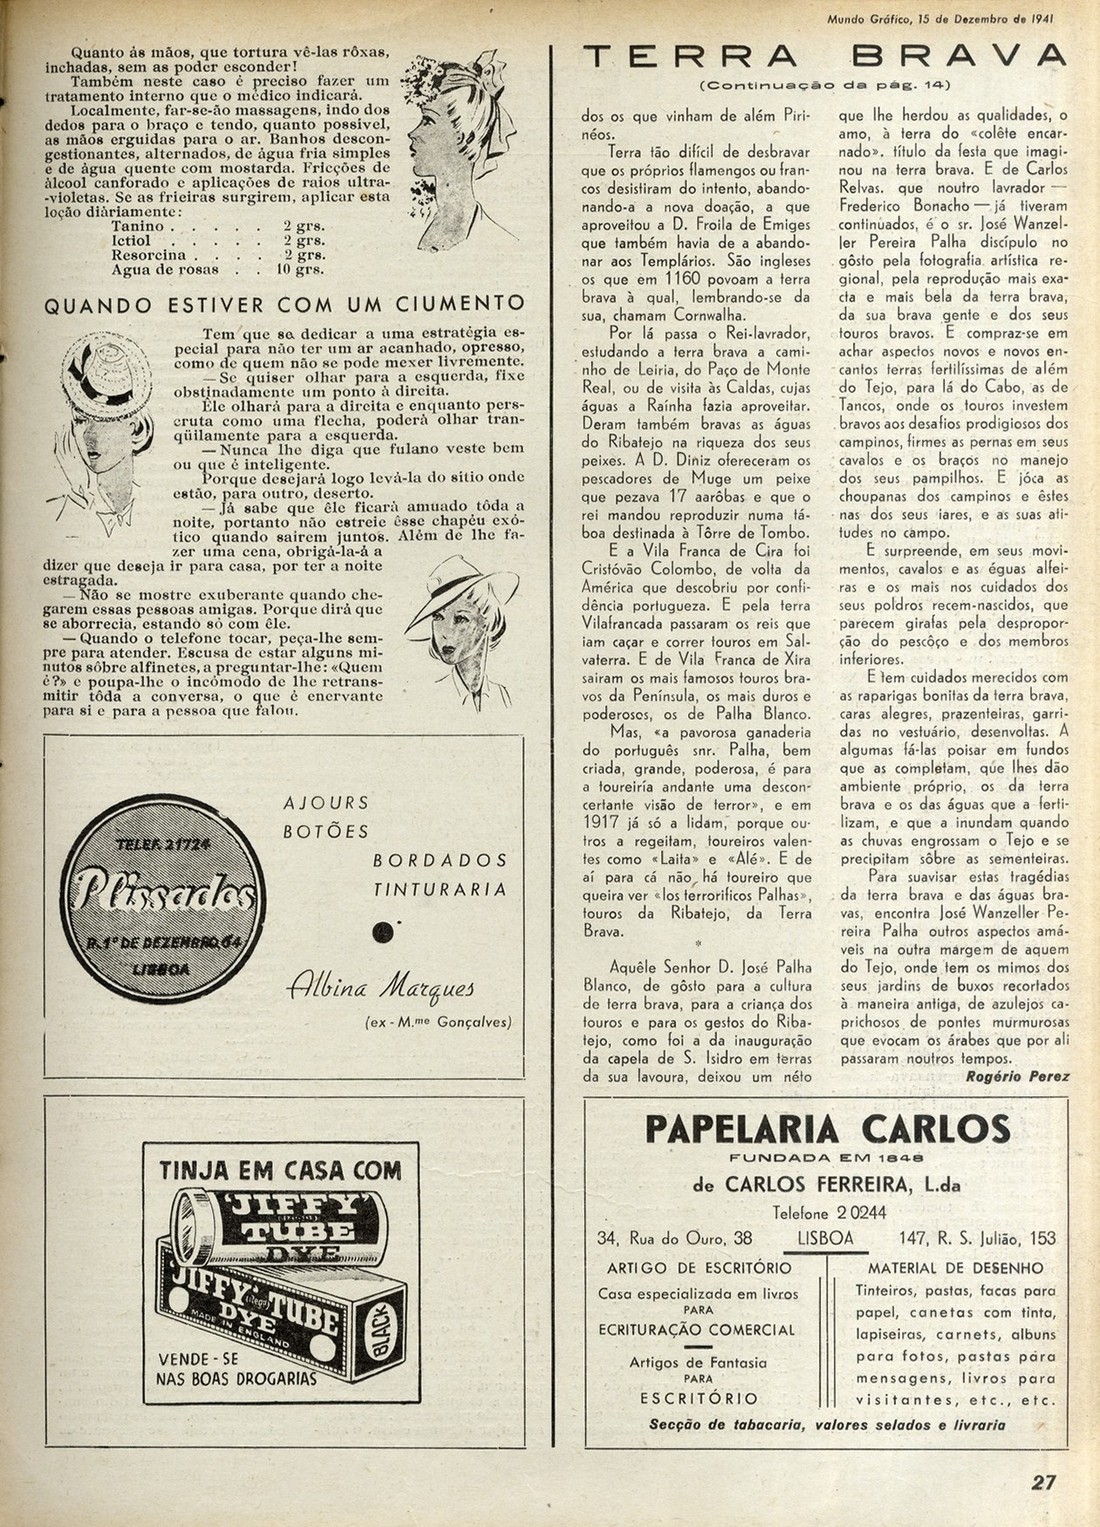 Mundo Gráfico, 15 de Dezembro de 1941
Quanto ás mãos, que tortura vê-las rôxas,
inchadas, sem as poder esconder!
Também neste caso é preciso fazer um
tratamento interno que o médico indicará.
Localmente, far-se-ão massagens, indo dos
dedos para o braço e tendo, quanto possivel,
as mãos erguidas para o ar. Banhos descon-
gestionantes, alternados, de água fria simples
e de água quente com mostarda. Fricções de
álcool canforado e aplicações de raios ultra-
-violetas. Se as frieiras surgirem, aplicar esta
loção diàriamente:
Tanino . . . . . 2 grs.
Ictiol . . . . . 2 grs.
Resorcina . . . . 2 grs.
Agua de rosas . . 10 grs.
QUANDO ESTIVER COM UM CIUMENTO
Tem que se dedicar a uma estratégia es-
pecial para não ter um ar acanhado, opresso,
como de quem não se pode mexer livremente.
—Se quiser olhar para a esquerda, fixe
obstinadamente um ponto à direita.
Êle olhará para a direita e enquanto pers-
cruta como uma flecha, poderá olhar tran-
qüilamente para a esquerda.
—Nunca lhe diga que fulano veste bem
ou que é inteligente.
Porque desejará logo levá-la do sitio onde
estão, para outro, deserto.
—Já sabe que êle ficará amuado tôda a
noite, portanto não estreie êsse chapéu exó-
tico quando sairem juntos. Além de lhe fa-
zer uma cena, obrigá-la-á a
dizer que deseja ir para casa, por ter a noite
estragada.
—Não se mostre exuberante quando che-
garem essas pessoas amigas. Porque dirá que
se aborrecia, estando só com êle.
—Quando o telefone tocar, peça-lhe sem-
pre para atender. Escusa de estar alguns mi-
nutos sôbre alfinetes, a preguntar-lhe: «Quem
é?» e poupa-lhe o incómodo de lhe retrans-
mitir tôda a conversa, o que é enervante
para si e para a pessoa que falou.
TELEF. 21724
Plissados
R. 1º DE DEZEMBRO, 64
LISBOA
AJOURS
BOTÕES
BORDADOS
TINTURARIA
Albina Marques
(ex-M.me Gonçalves)
TINJA EM CASA COM
'JIFFY'
TUBE
DYE
'JIFFY' TUBE
DYE
MADE IN ENGLAND
BLACK
VENDE-SE
NAS BOAS DROGARIAS
TERRA BRAVA
(Continuação da pág. 14)
dos os que vinham de além Piri-
néos.
Terra tão difícil de desbravar
que os próprios flamengos ou fran-
cos desistiram do intento, abando-
nando-a a nova doação, a que
aproveitou a D. Froila de Emiges
que também havia de a abando-
nar aos Templários. São ingleses
os que em 1160 povoam a terra
brava à qual, lembrando-se da
sua, chamam Cornwalha.
Por lá passa o Rei-lavrador,
estudando a terra brava a cami-
nho de Leiria, do Paço de Monte
Real, ou de visita às Caldas, cujas
águas a Raínha fazia aproveitar.
Deram também bravas as águas
do Ribatejo na riqueza dos seus
peixes. A D. Diniz ofereceram os
pescadores de Muge um peixe
que pezava 17 aarôbas e que o
rei mandou reproduzir numa tá-
boa destinada à Tôrre de Tombo.
E a Vila Franca de Cira foi
Cristóvão Colombo, de volta da
América que descobriu por confi-
dência portugueza. E pela terra
Vilafrancada passaram os reis que
iam caçar e correr touros em Sal-
vaterra. E de Vila Franca de Xira
sairam os mais famosos touros bra-
vos da Península, os mais duros e
poderosos, os de Palha Blanco.
Mas, «a pavorosa ganaderia
do português snr. Palha, bem
criada, grande, poderosa, é para
a toureiría andante uma descon-
certante visão de terror», e em
1917 já só a lidam, porque ou-
tros a regeitam, toureiros valen-
tes como «Laita» e «Alé». E de
aí para cá não há toureiro que
queira ver «los terrorificos Palhas»,
touros da Ribatejo, da Terra
Brava.
*
Aquêle Senhor D. José Palha
Blanco, de gôsto para a cultura
de terra brava, para a criança dos
touros e para os gestos do Riba-
tejo, como foi a da inauguração
da capela de S. Isidro em terras
da sua lavoura, deixou um néto
que lhe herdou as qualidades, o
amo, à terra do «colête encar-
nado». título da festa que imagi-
nou na terra brava. E de Carlos
Relvas. que noutro lavrador —
Frederico Bonacho — já tiveram
continuados, é o sr. José Wanzel-
ler Pereira Palha discípulo no
gôsto pela fotografia artística re-
gional, pela reprodução mais exa-
cta e mais bela da terra brava,
da sua brava gente e dos seus
touros bravos. E compraz-se em
achar aspectos novos e novos en-
cantos terras fertilíssimas de além
do Tejo, para lá do Cabo, as de
Tancos, onde os touros investem
bravos aos desafios prodigiosos dos
campinos, firmes as pernas em seus
cavalos e os braços no manejo
dos seus pampilhos. E jóca as
choupanas dos campinos e êstes
nas dos seus lares, e as suas ati-
tudes no campo.
E surpreende, em seus movi-
mentos, cavalos e as éguas alfei-
ras e os mais nos cuidados dos
seus poldros recem-nascidos, que
parecem girafas pela despropor-
ção do pescôço e dos membros
inferiores.
E tem cuidados merecidos com
as raparigas bonitas da terra brava,
caras alegres, prazenteiras, garri-
das no vestuário, desenvoltas. A
algumas fá-las poisar em fundos
que as completam, que lhes dão
ambiente próprio, os da terra
brava e os das águas que a ferti-
lizam, e que a inundam quando
as chuvas engrossam o Tejo e se
precipitam sôbre as sementeiras.
Para suavisar estas tragédias
da terra brava e das águas bra-
vas, encontra José Wanzeller Pe-
reira Palha outros aspectos amá-
veis na outra márgem de aquem
do Tejo, onde tem os mimos dos
seus jardins de buxos recortados
à maneira antiga, de azulejos ca-
prichosos de pontes murmurosas
que evocam os árabes que por ali
passaram noutros tempos.
Rogério Perez
PAPELARIA CARLOS
FUNDADA EM 1848
de CARLOS FERREIRA, L.da
Telefone 2 0244
34, Rua do Ouro, 38 LISBOA 147, R. S. Julião, 153
ARTIGO DE ESCRITÓRIO
Casa especializada em livros
PARA
ECRITURAÇÃO COMERCIAL
Artigos de Fantasia
PARA
ESCRITÓRIO
MATERIAL DE DESENHO
Tinteiros, pastas, facas para
papel, canetas com tinta,
lapiseiras, carnets, albuns
para fotos, pastas para
mensagens, livros para
visitantes, etc., etc.
Secção de tabacaria, valores selados e livraria
27